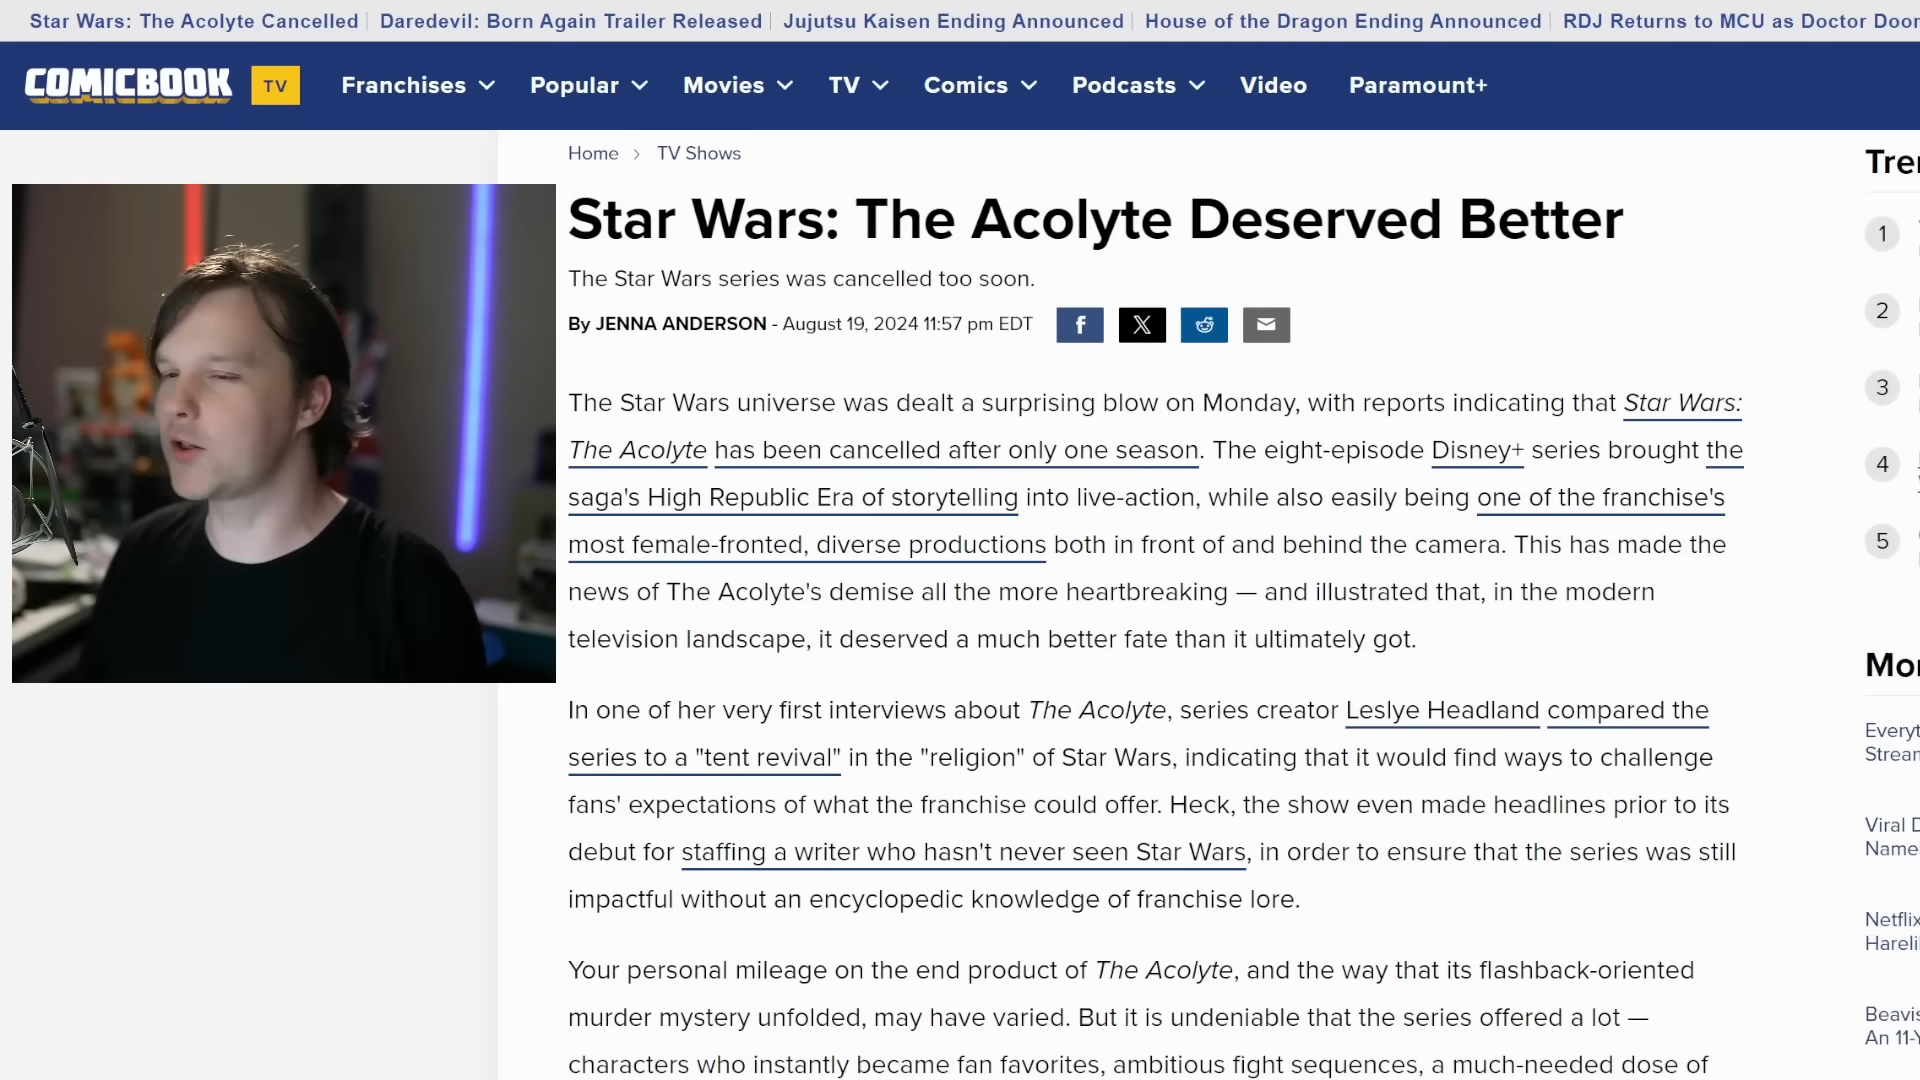 Star Wars: The Acolyte Cancelled Daredevil: Born Again Trailer Released Jujutsu Kaisen Ending Announced House of the Dragon Ending Announced RDJ Returns to MCU as Doctor
COMICBOOK TV Franchises Popular Movies TV Comics Podcasts Video Paramount+
Home > TV Shows
Star Wars: The Acolyte Deserved Better
The Star Wars series was cancelled too soon.
By JENNA ANDERSON - August 19, 2024 11:57 pm EDT
The Star Wars universe was dealt a surprising blow on Monday, with reports indicating that Star Wars:
The Acolyte has been cancelled after only one season. The eight-episode Disney+ series brought the
saga's High Republic Era of storytelling into live-action, while also easily being one of the franchise's
most female-fronted, diverse productions both in front of and behind the camera. This has made the
news of The Acolyte's demise all the more heartbreaking — and illustrated that, in the modern
television landscape, it deserved a much better fate than it ultimately got.
In one of her very first interviews about The Acolyte, series creator Leslye Headland compared the
series to a "tent revival" in the "religion" of Star Wars, indicating that it would find ways to challenge
fans' expectations of what the franchise could offer. Heck, the show even made headlines prior to its
debut for staffing a writer who hasn't never seen Star Wars, in order to ensure that the series was still
impactful without an encyclopedic knowledge of franchise lore.
Your personal mileage on the end product of The Acolyte, and the way that its flashback-oriented
murder mystery unfolded, may have varied. But it is undeniable that the series offered a lot —
characters who instantly became fan favorites, ambitious fight sequences, a much-needed dose of
1
2
3
4
5
Viral
An